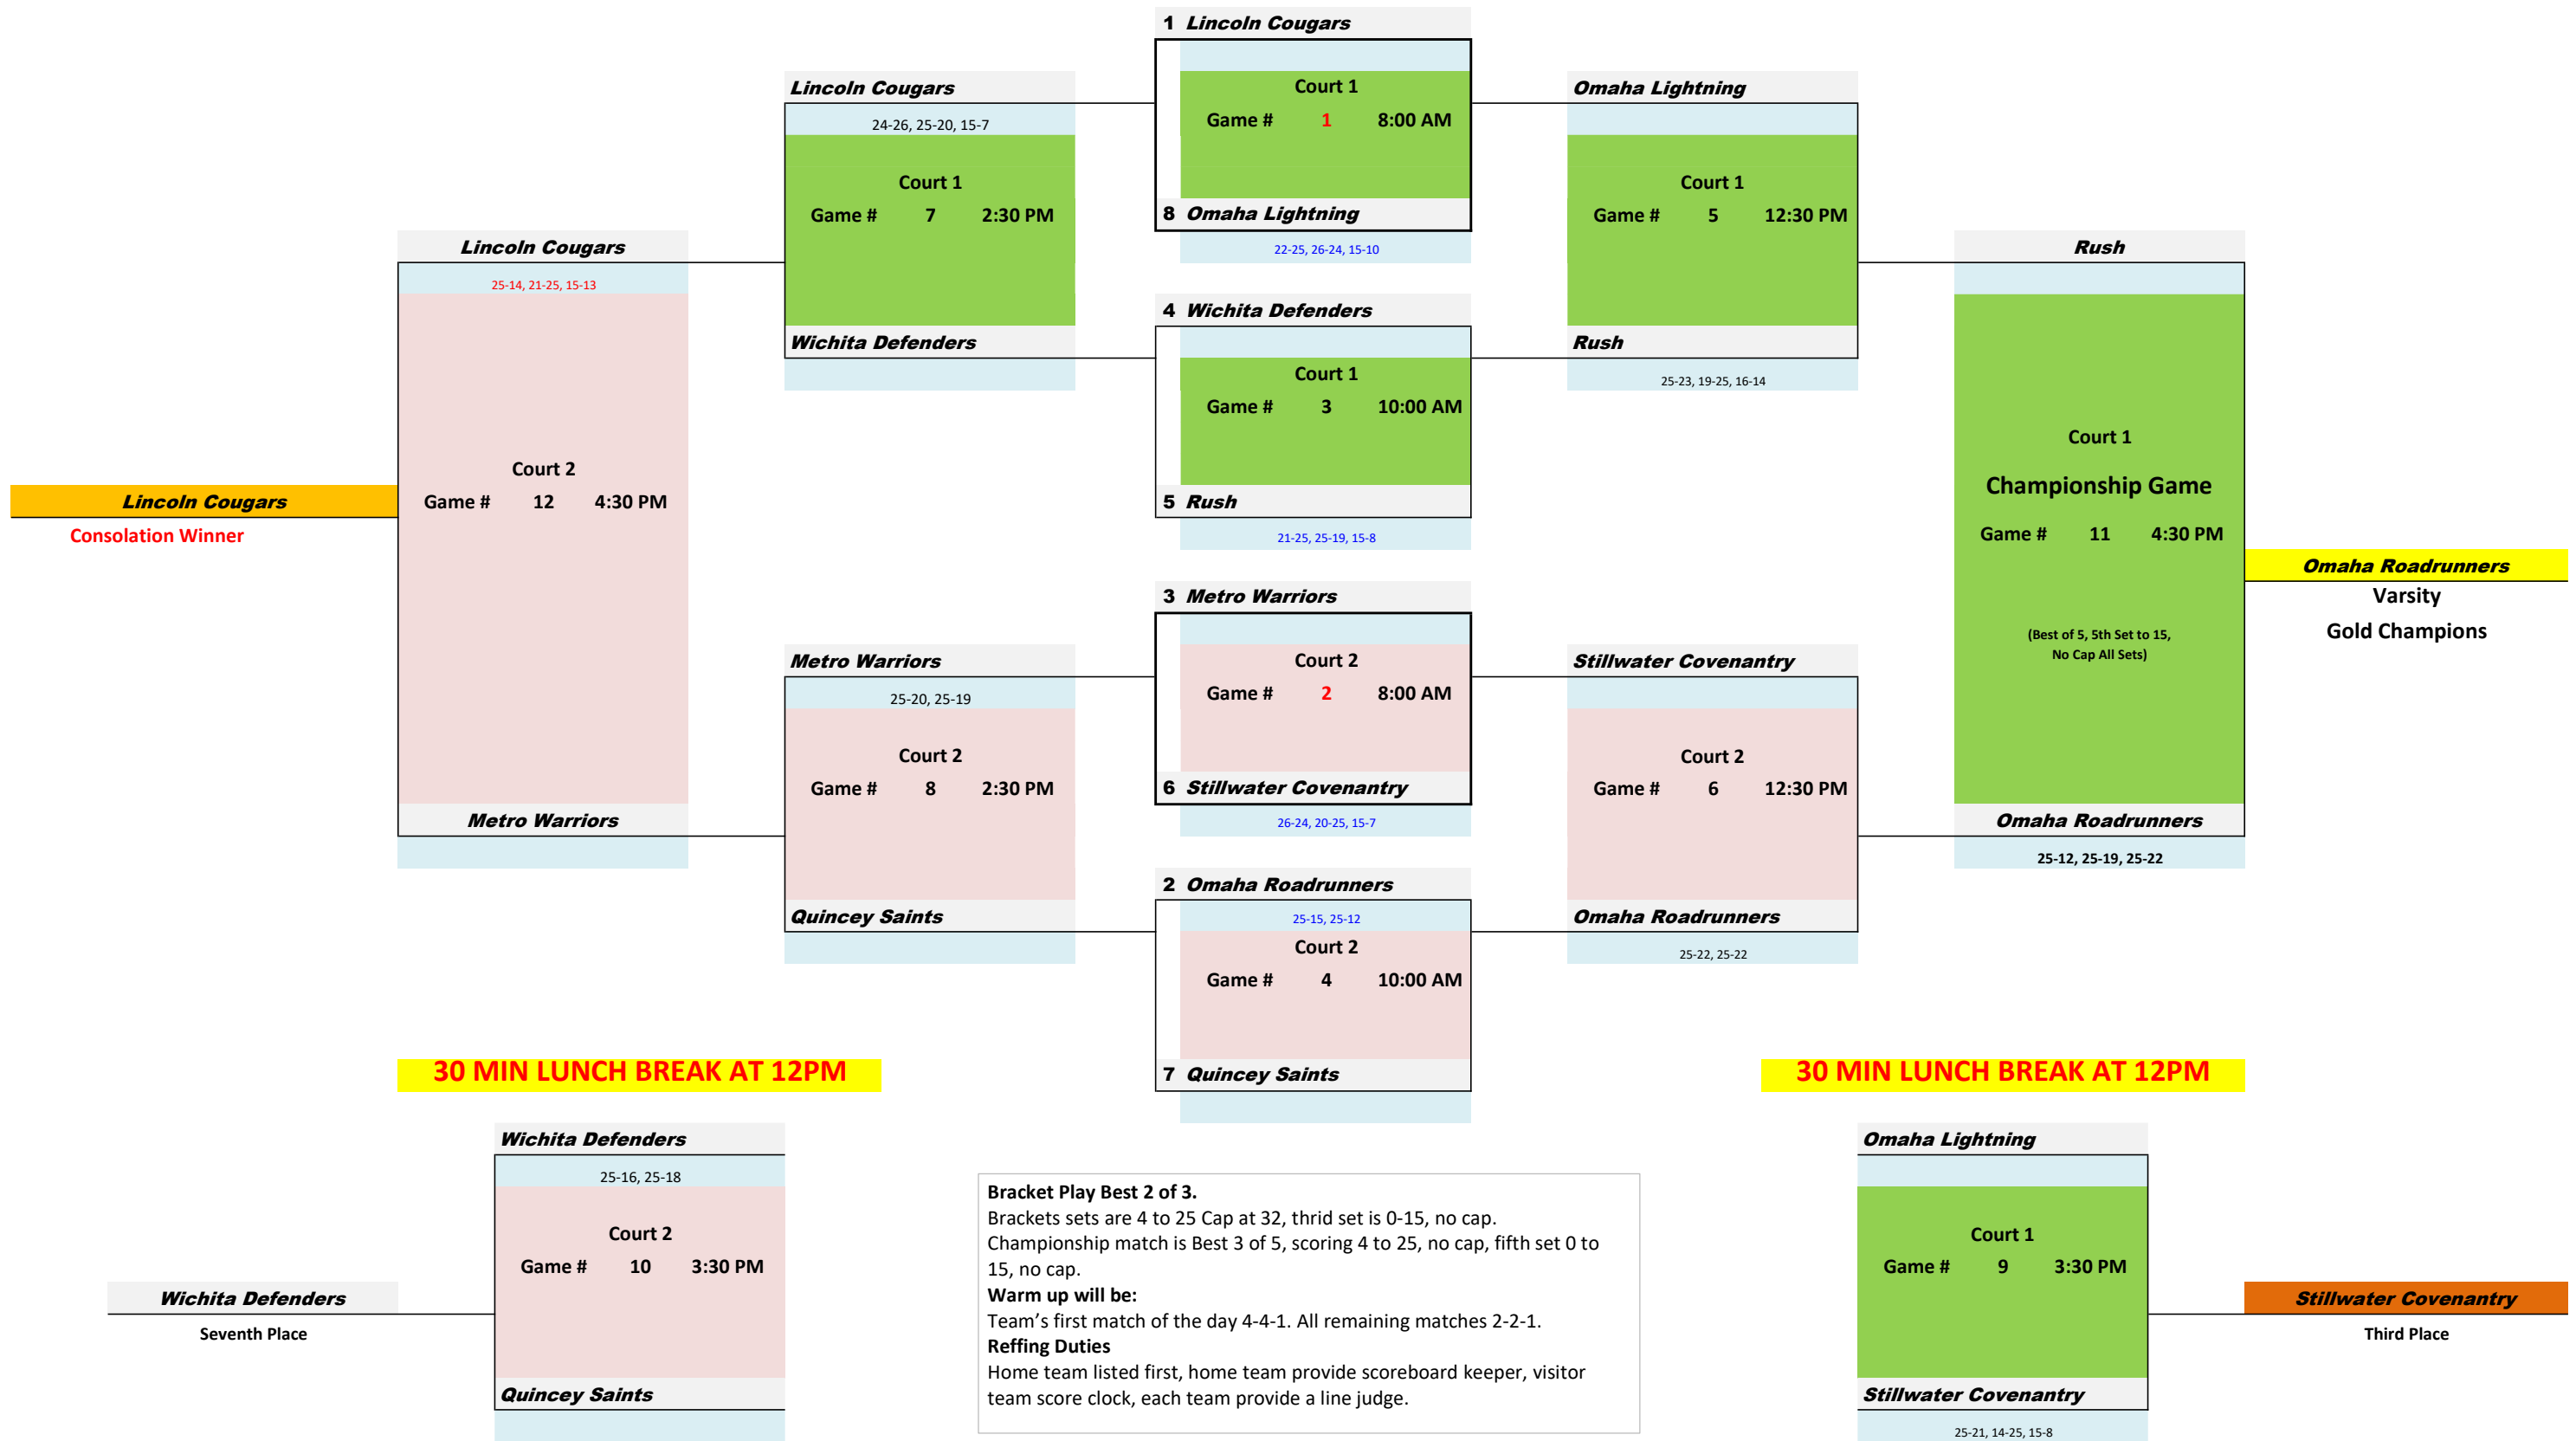 1 Lincoln Cougars
Lincoln Cougars
Court 1
Omaha Lightning
24-26, 25-20, 15-7
Game # 1 8:00 AM
Court 1
Court 1
Game # 7 2:30 PM
8 Omaha Lightning
Game # 5 12:30 PM
Lincoln Cougars
22-25, 26-24, 15-10
Rush
25-14, 21-25, 15-13
4 Wichita Defenders
Wichita Defenders
Rush
Court 1
25-23, 19-25, 16-14
Game # 3 10:00 AM
Court 1
Court 2
Championship Game
Lincoln Cougars
Game # 12 4:30 PM
5 Rush
Consolation Winner
21-25, 25-19, 15-8
Game # 11 4:30 PM
Omaha Roadrunners
3 Metro Warriors
Varsity
Gold Champions
(Best of 5, 5th Set to 15,
No Cap All Sets)
Metro Warriors
Court 2
Stillwater Covenantry
25-20, 25-19
Game # 2 8:00 AM
Court 2
Court 2
Game # 8 2:30 PM
6 Stillwater Covenantry
Game # 6 12:30 PM
Metro Warriors
26-24, 20-25, 15-7
Omaha Roadrunners
25-12, 25-19, 25-22
2 Omaha Roadrunners
Quincey Saints
25-15, 25-12
Omaha Roadrunners
Court 2
25-22, 25-22
Game # 4 10:00 AM
30 MIN LUNCH BREAK AT 12PM
7 Quincey Saints
30 MIN LUNCH BREAK AT 12PM
Wichita Defenders
25-16, 25-18
Court 2
Game # 10 3:30 PM
Wichita Defenders
Seventh Place
Quincey Saints
Bracket Play Best 2 of 3.
Brackets sets are 4 to 25 Cap at 32, thrid set is 0-15, no cap.
Championship match is Best 3 of 5, scoring 4 to 25, no cap, fifth set 0 to
15, no cap.
Warm up will be:
Team’s first match of the day 4-4-1. All remaining matches 2-2-1.
Reffing Duties
Home team listed first, home team provide scoreboard keeper, visitor
team score clock, each team provide a line judge.
Omaha Lightning
Court 1
Game # 9 3:30 PM
Stillwater Covenantry
Third Place
Stillwater Covenantry
25-21, 14-25, 15-8